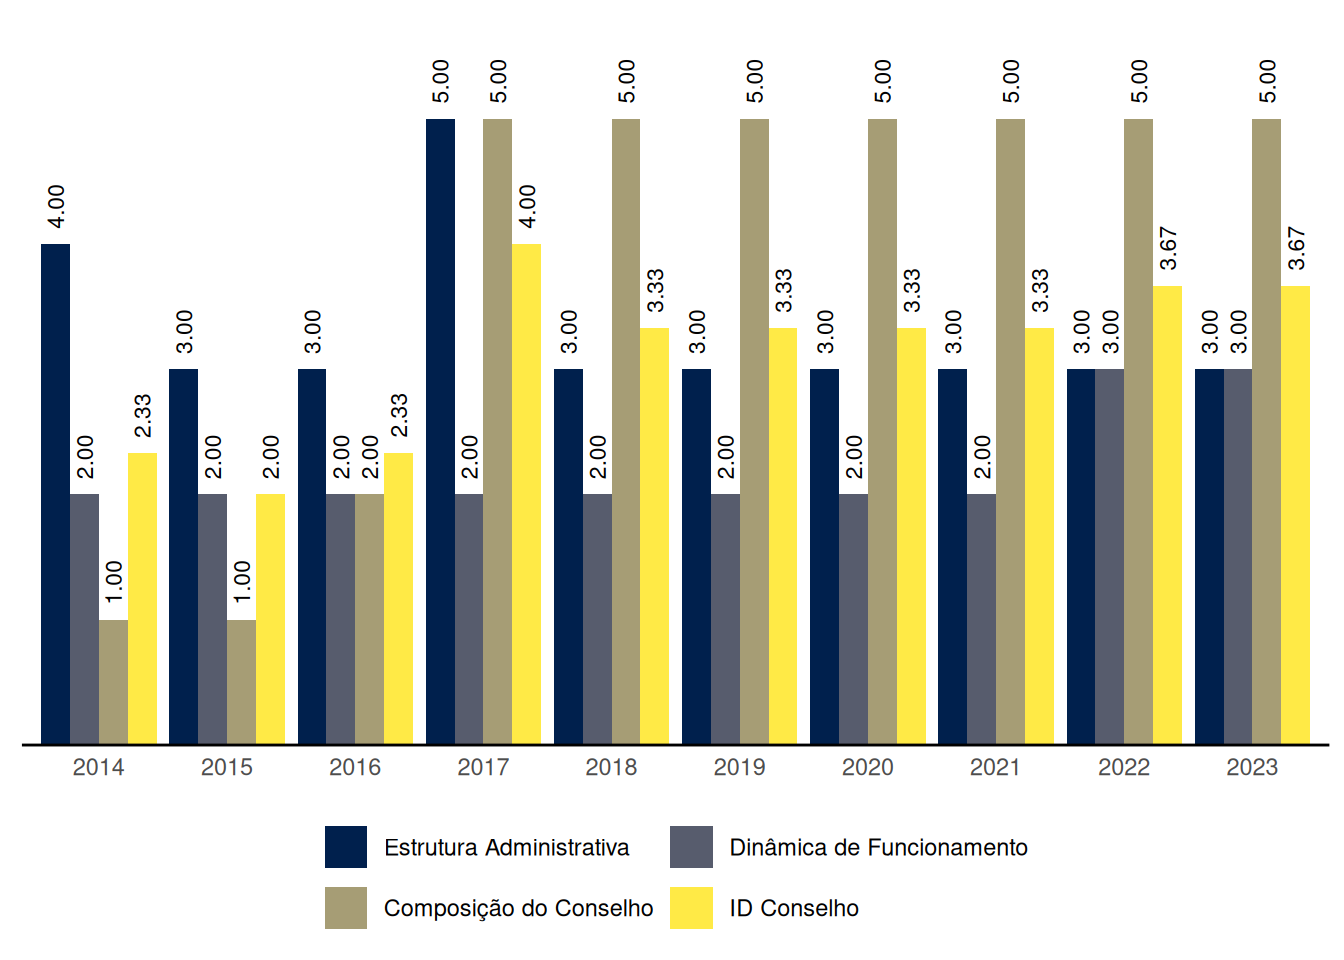 5.00 5.00 5.00 5.00 5.00 5.00 5.00 5.00
4.00 4.00
3.67 3.67
3.33 3.33 3.33 3.33
3.00 3.00 3.00 3.00 3.00 3.00 3.00 3.00 3.00 3.00
2.33 2.33
2.00 2.00 2.00 2.00 2.00 2.00 2.00 2.00 2.00 2.00
1.00 1.00
2014 2015 2016 2017 2018 2019 2020 2021 2022 2023
Estrutura Administrativa Dinâmica de Funcionamento
Composição do Conselho ID Conselho